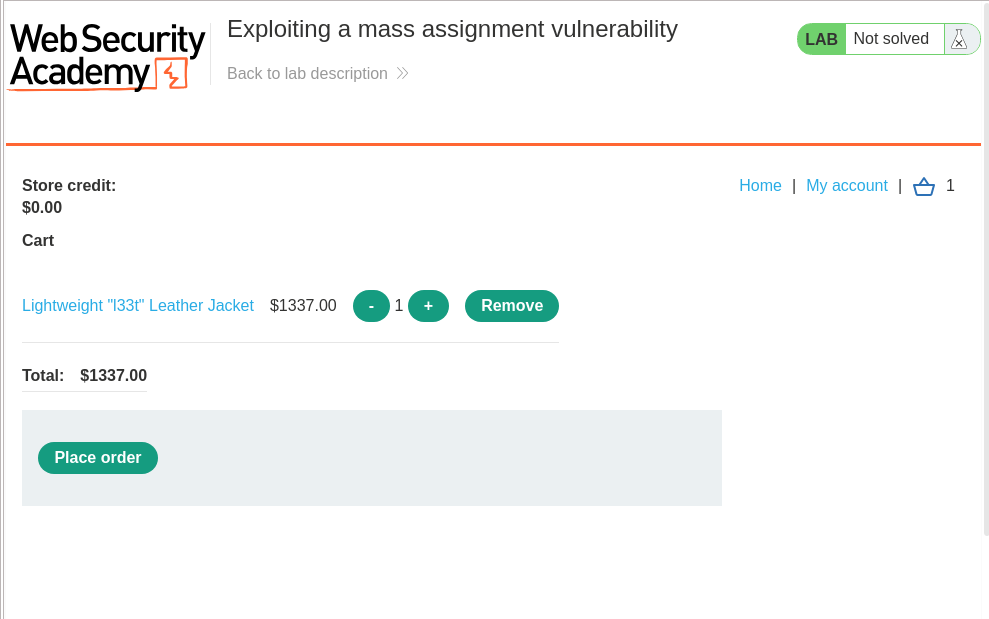 Web Security
Academy
Exploiting a mass assignment vulnerability
Back to lab description
LAB Not solved
Store credit:
$0.00
Home | My account | 1
Cart
Lightweight "l33t" Leather Jacket $1337.00 - 1 + Remove
Total: $1337.00
Place order